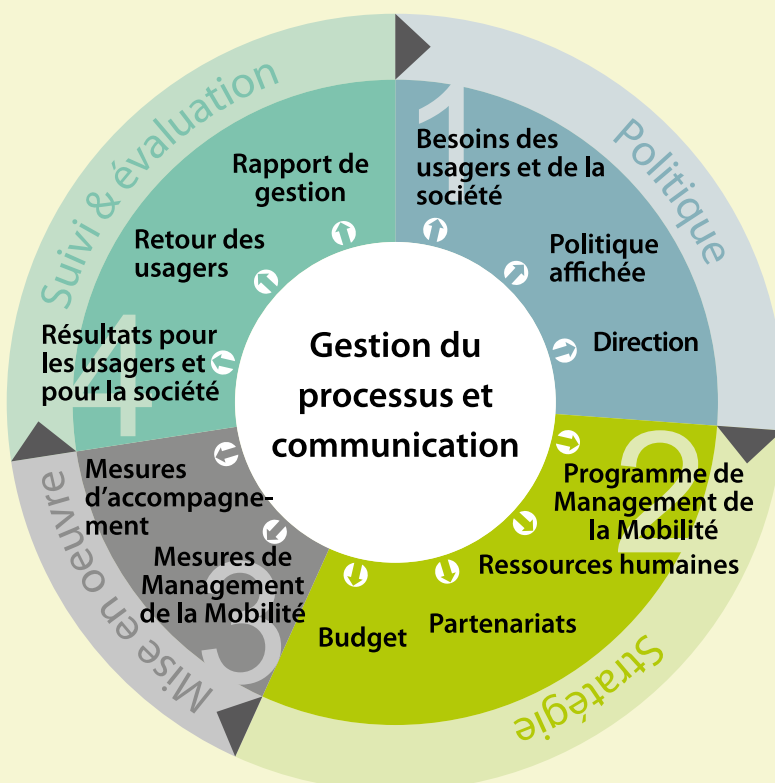 1
Politique
Besoins des
usagers et de la
société
Politique
affichée
Direction
2
Stratégie
Programme de
Management de
la Mobilité
Ressources humaines
Partenariats
Budget
3
Mise en oeuvre
Mesures de
Management
de la Mobilité
Mesures
d'accompagne-
ment
4
Suivi & évaluation
Résultats pour
les usagers et
pour la société
Retour des
usagers
Rapport de
gestion
Gestion du
processus et
communication